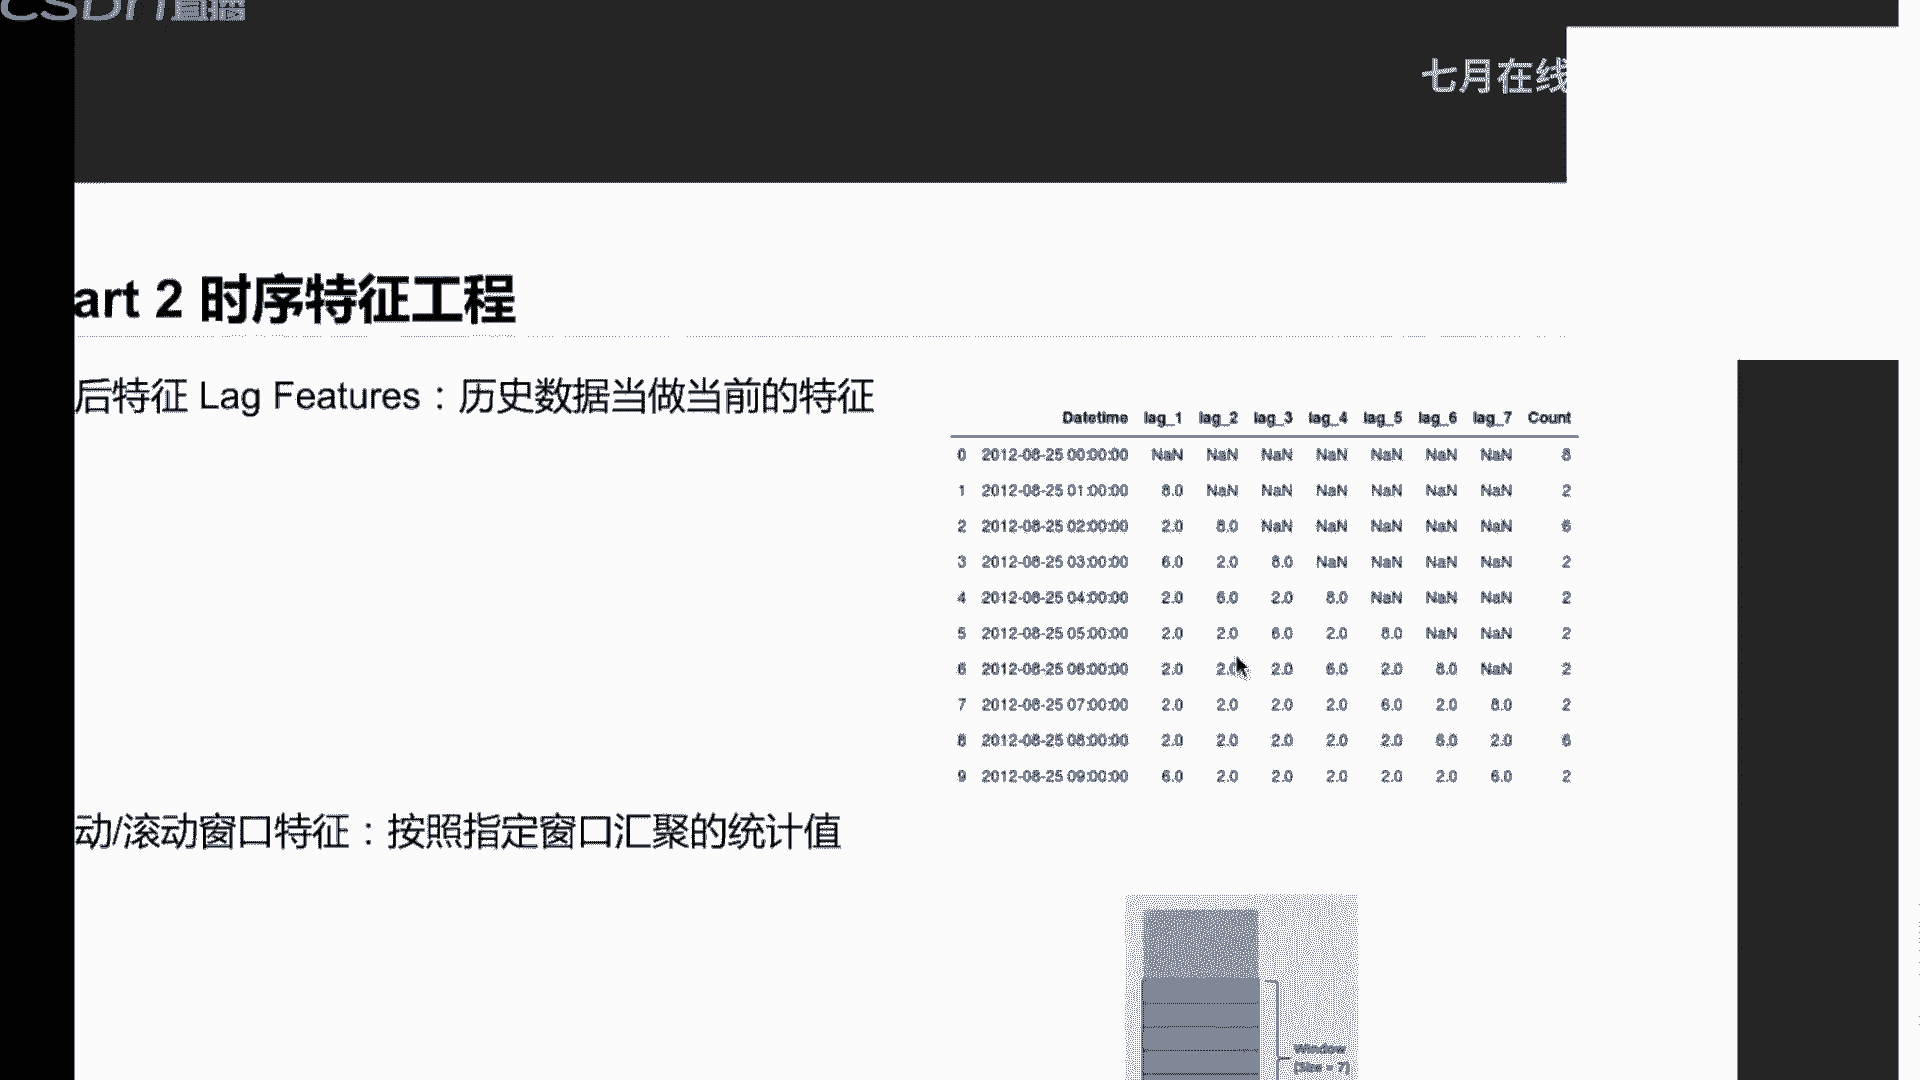 CSDN直播
七月在线
art 2 时序特征工程
后特征 Lag Features：历史数据当做当前的特征
Datetime lag_1 lag_2 lag_3 lag_4 lag_5 lag_6 lag_7 Count
0 2012-08-25 00:00:00 NaN NaN NaN NaN NaN NaN NaN 8
1 2012-08-25 01:00:00 8.0 NaN NaN NaN NaN NaN NaN 2
2 2012-08-25 02:00:00 2.0 8.0 NaN NaN NaN NaN NaN 6
3 2012-08-25 03:00:00 6.0 2.0 8.0 NaN NaN NaN NaN 2
4 2012-08-25 04:00:00 2.0 6.0 2.0 8.0 NaN NaN NaN 2
5 2012-08-25 05:00:00 2.0 2.0 6.0 2.0 8.0 NaN NaN 2
6 2012-08-25 06:00:00 2.0 2.0 2.0 6.0 2.0 8.0 NaN 2
7 2012-08-25 07:00:00 2.0 2.0 2.0 2.0 6.0 2.0 8.0 2
8 2012-08-25 08:00:00 2.0 2.0 2.0 2.0 2.0 6.0 2.0 6
9 2012-08-25 09:00:00 6.0 2.0 2.0 2.0 2.0 2.0 6.0 2
动/滚动窗口特征：按照指定窗口汇聚的统计值
Window
(Size = 7)